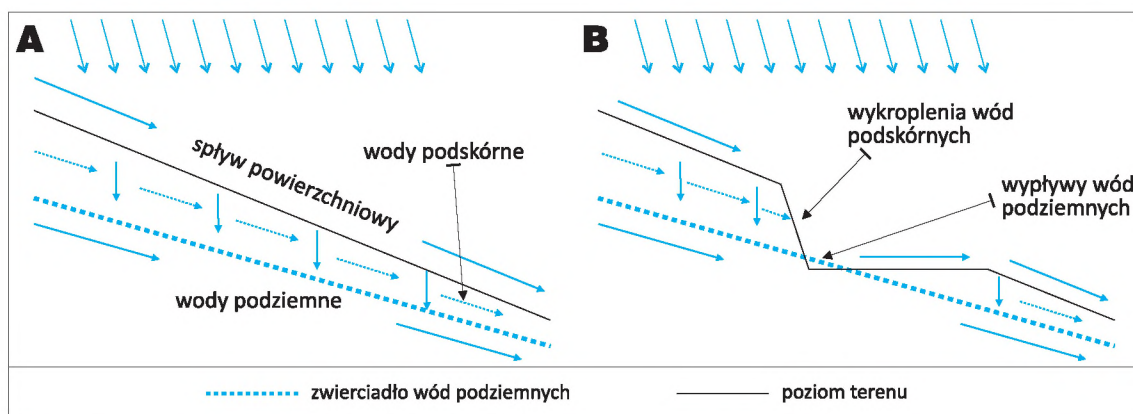 A
spływ powierzchniowy
wody podskórne
wody podziemne
B
wykroplenia wód
podskórnych
wypływy wód
podziemnych
zwierciadło wód podziemnych
poziom terenu